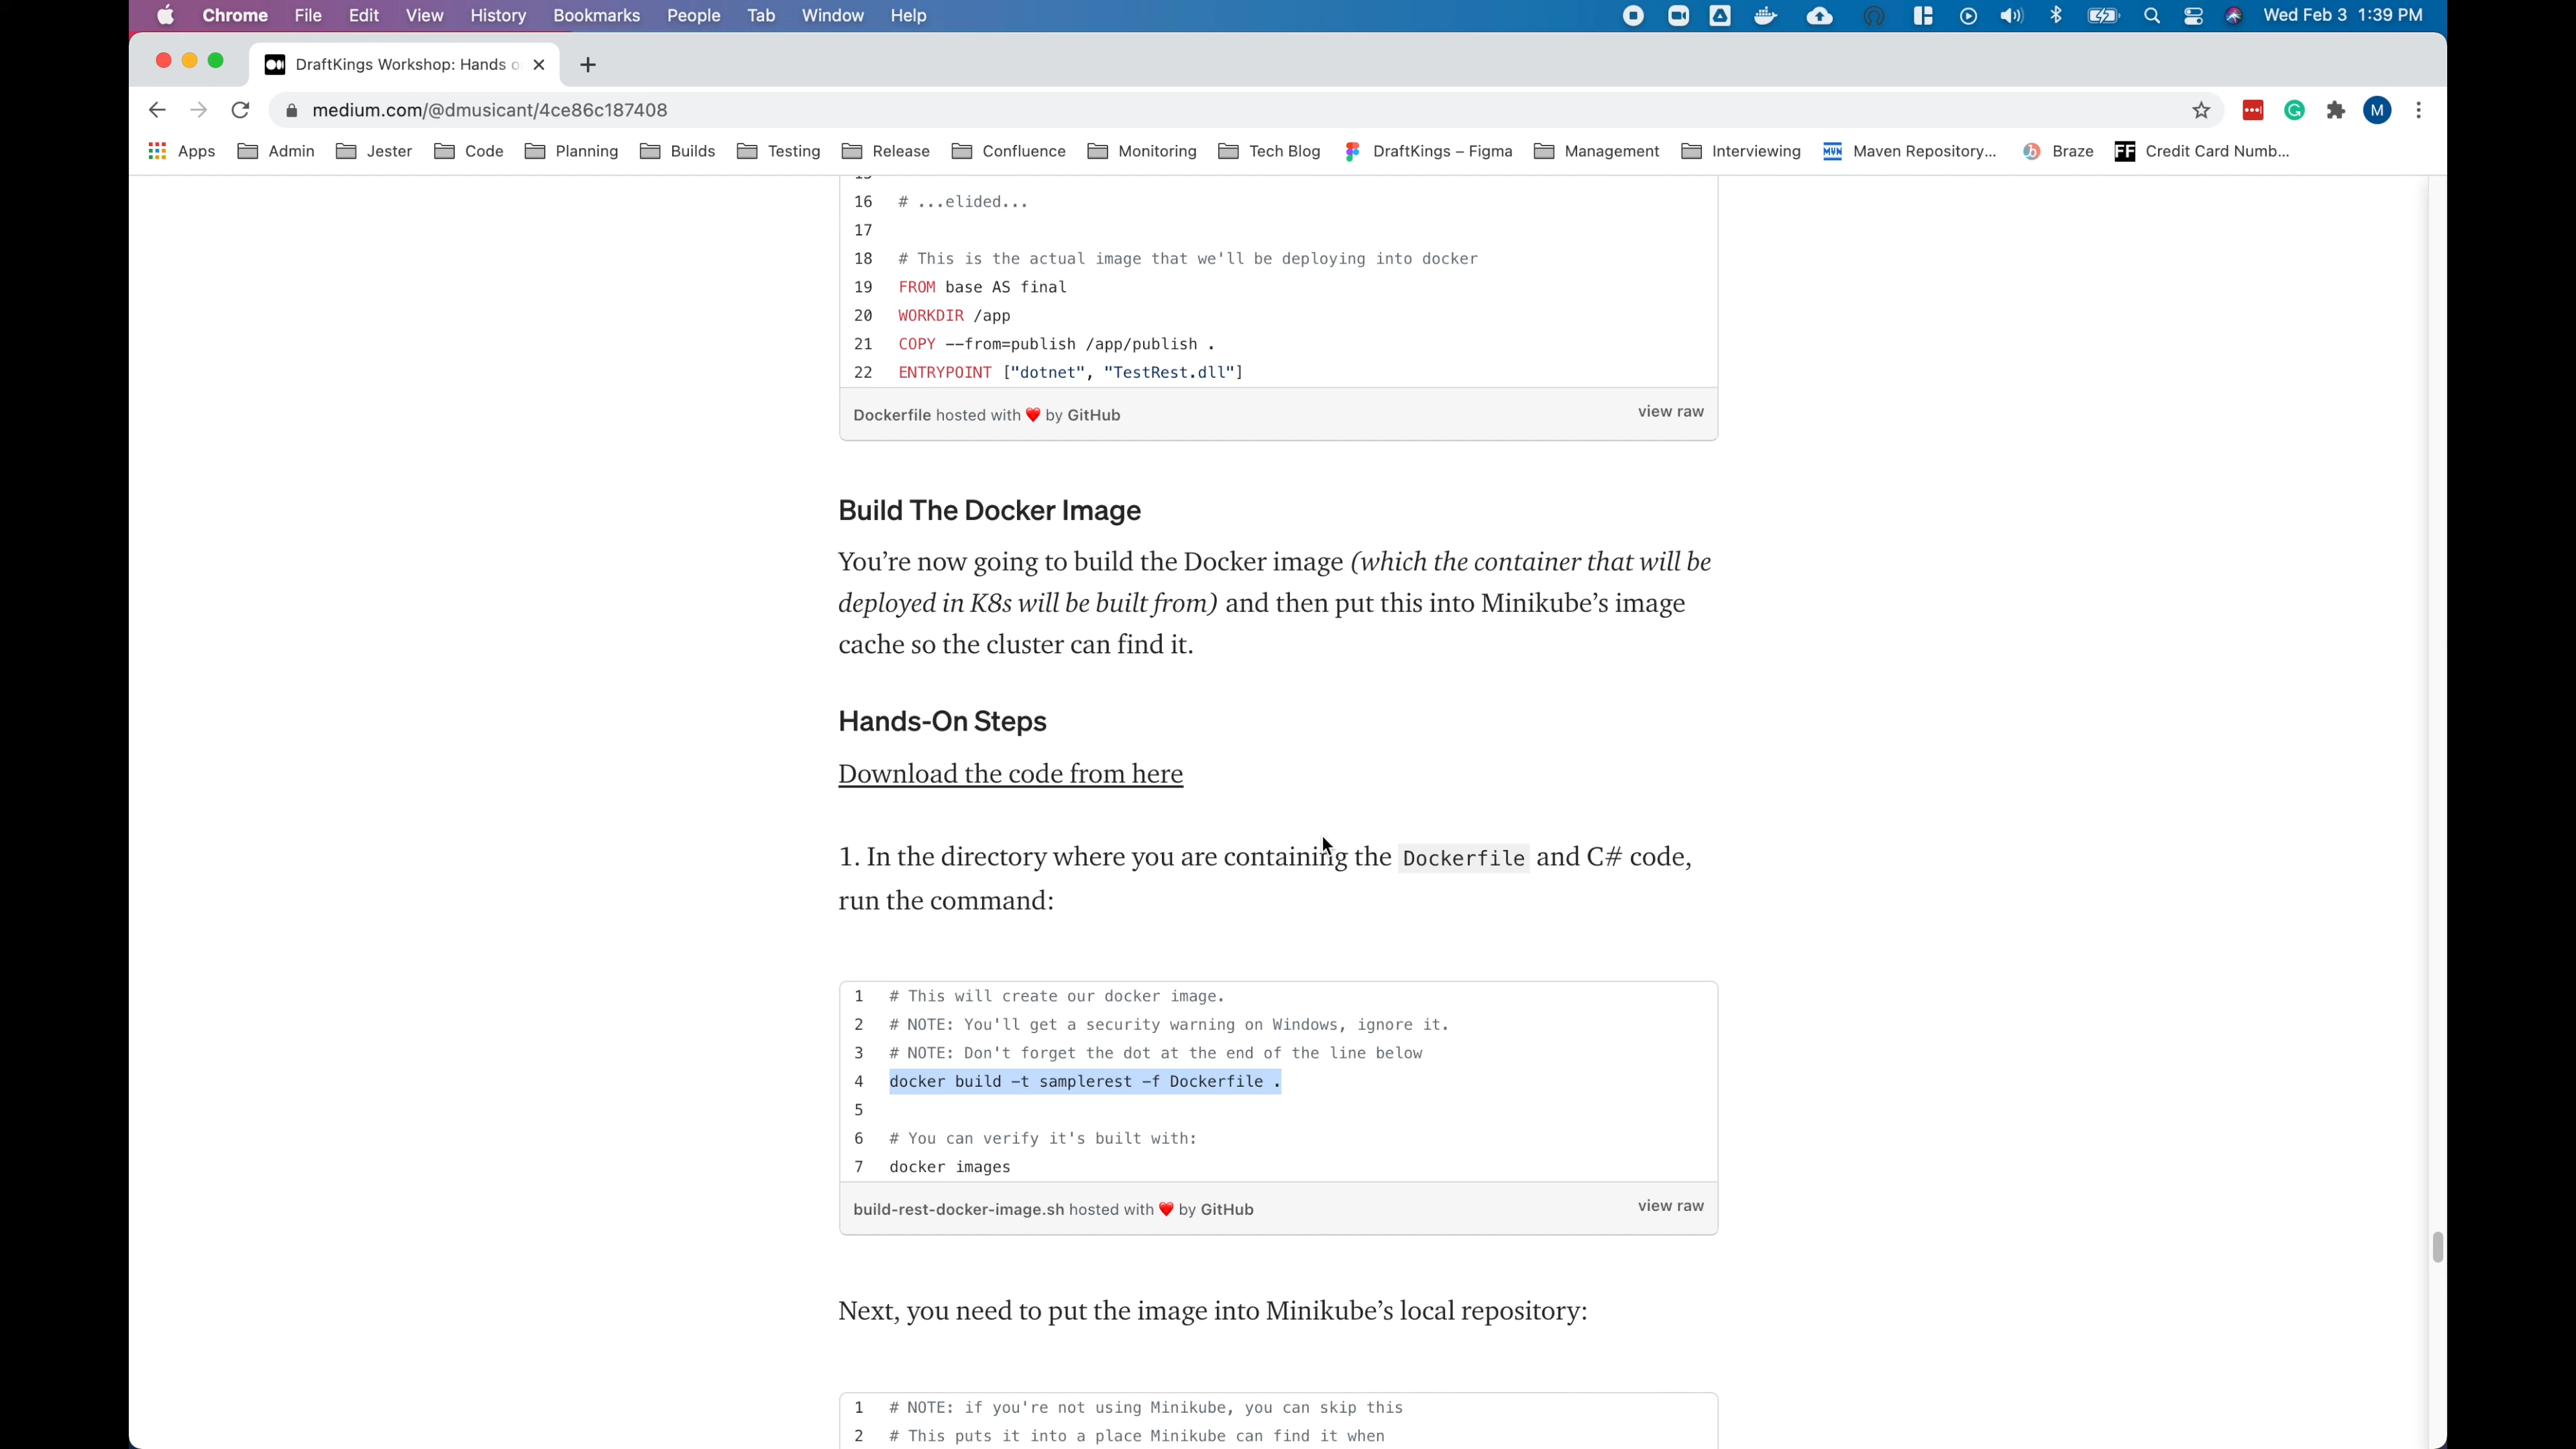 Chrome File Edit View History Bookmarks People Tab Window Help Wed Feb 3 1:39 PM
DraftKings Workshop: Hands o
medium.com/@dmusicant/4ce86c187408 M
Apps Admin Jester Code Planning Builds Testing Release Confluence Monitoring Tech Blog DraftKings – Figma Management Interviewing MVN Maven Repository... Braze FF Credit Card Numb...
16 # ...elided...
17
18 # This is the actual image that we'll be deploying into docker
19 FROM base AS final
20 WORKDIR /app
21 COPY --from=publish /app/publish .
22 ENTRYPOINT ["dotnet", "TestRest.dll"]
Dockerfile hosted with ❤ by GitHub view raw
Build The Docker Image
You’re now going to build the Docker image (which the container that will be
deployed in K8s will be built from) and then put this into Minikube’s image
cache so the cluster can find it.
Hands-On Steps
Download the code from here
1. In the directory where you are containing the Dockerfile and C# code,
run the command:
1 # This will create our docker image.
2 # NOTE: You'll get a security warning on Windows, ignore it.
3 # NOTE: Don't forget the dot at the end of the line below
4 docker build -t samplerest -f Dockerfile .
5
6 # You can verify it's built with:
7 docker images
build-rest-docker-image.sh hosted with ❤ by GitHub view raw
Next, you need to put the image into Minikube’s local repository:
1 # NOTE: if you're not using Minikube, you can skip this
2 # This puts it into a place Minikube can find it when